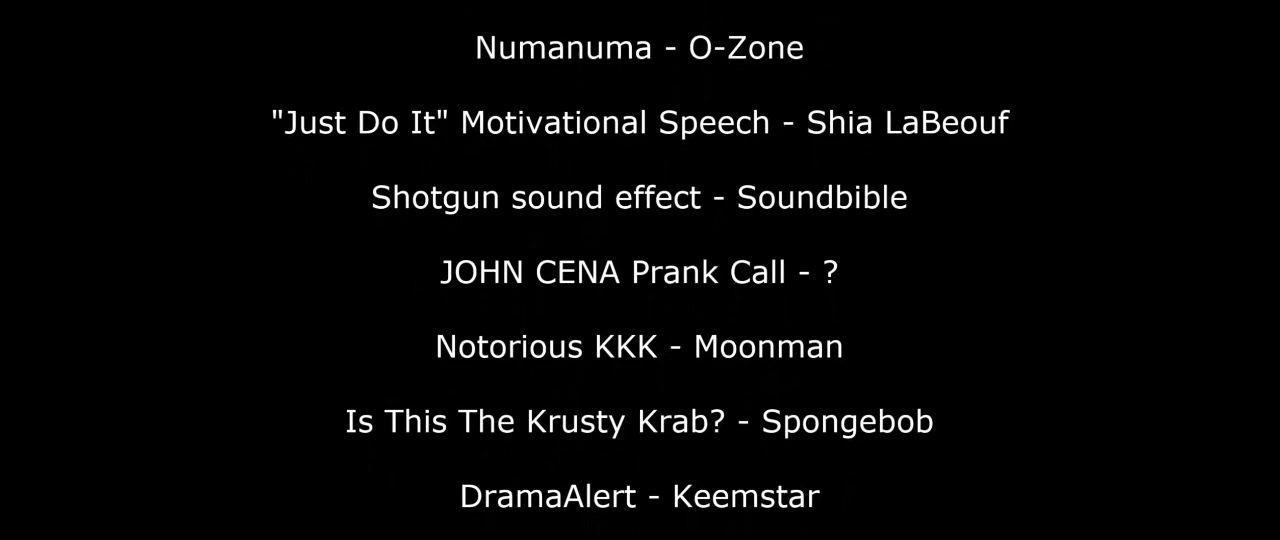 Numanuma - O-Zone
"Just Do It" Motivational Speech - Shia LaBeouf
Shotgun sound effect - Soundbible
JOHN CENA Prank Call - ?
Notorious KKK - Moonman
Is This The Krusty Krab? - Spongebob
DramaAlert - Keemstar